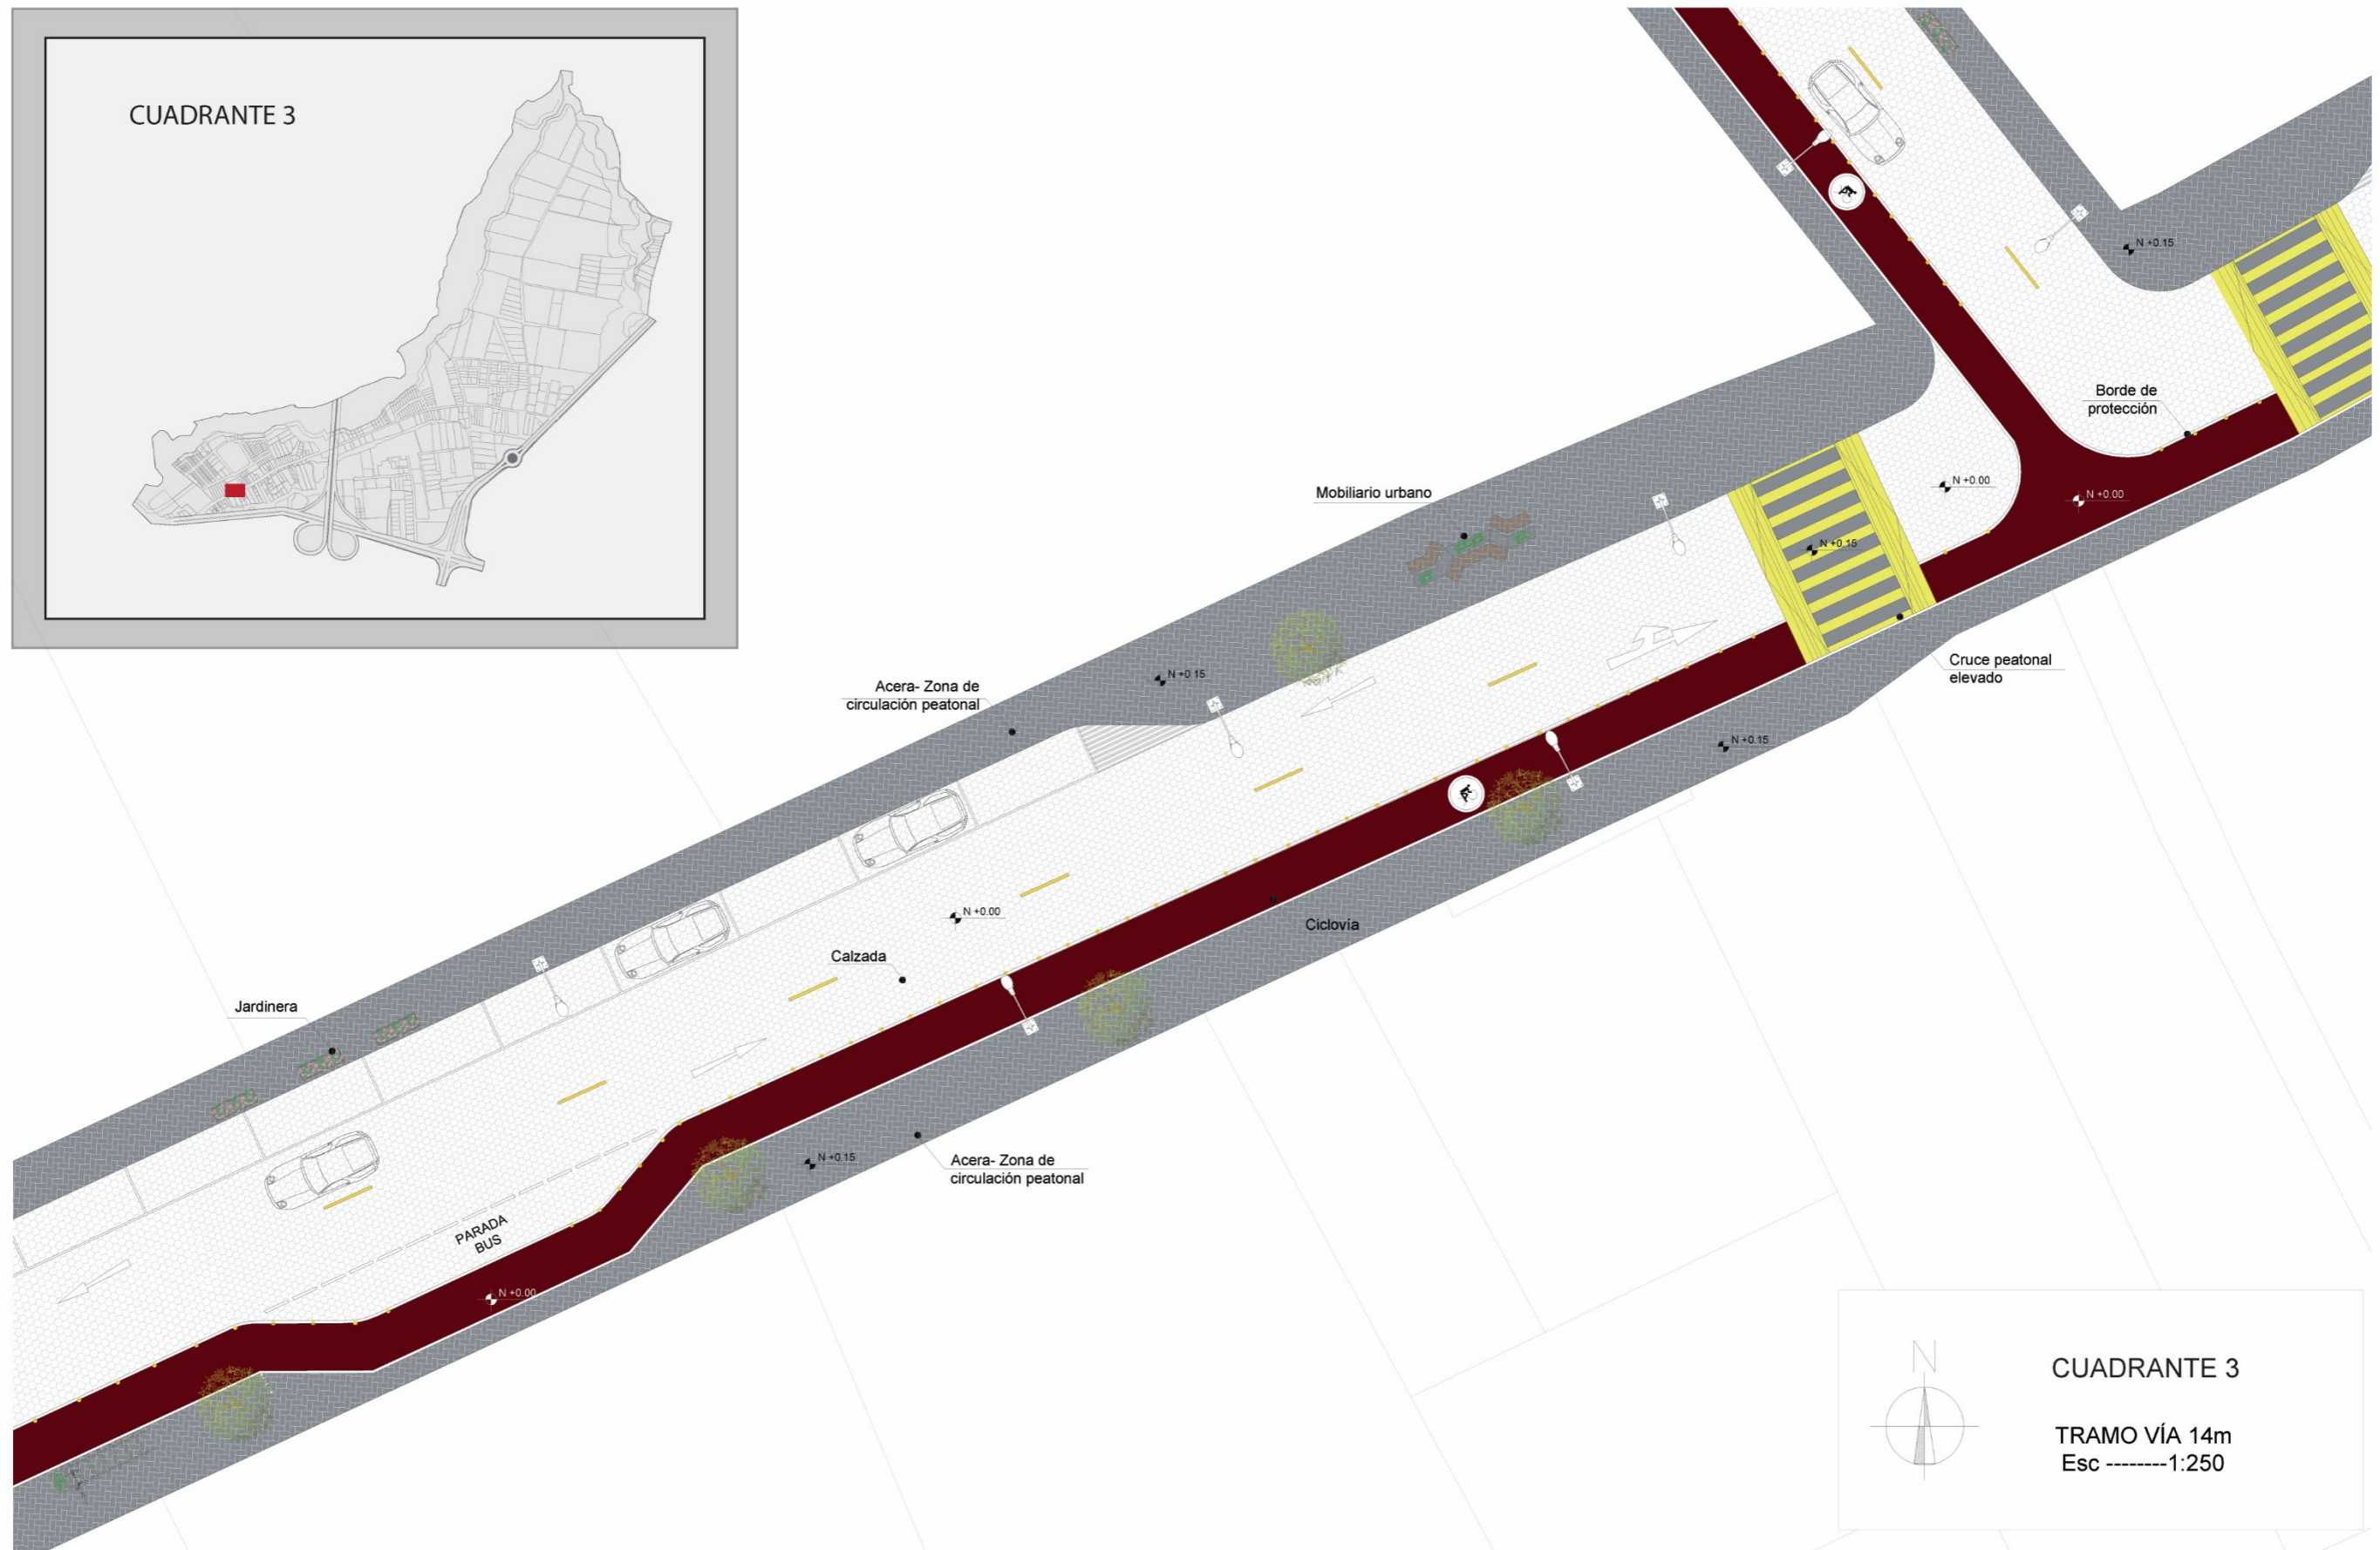 CUADRANTE 3
N +0.15
Borde de
protección
N +0.00
N +0.00
Mobiliario urbano
N +0.15
Cruce peatonal
elevado
Acera- Zona de
circulación peatonal
N +0.15
N +0.15
N +0.00
Ciclovía
Calzada
Jardinera
N +0.15
Acera- Zona de
circulación peatonal
PARADA
BUS
N +0.00
N
CUADRANTE 3
TRAMO VÍA 14m
Esc --------1:250